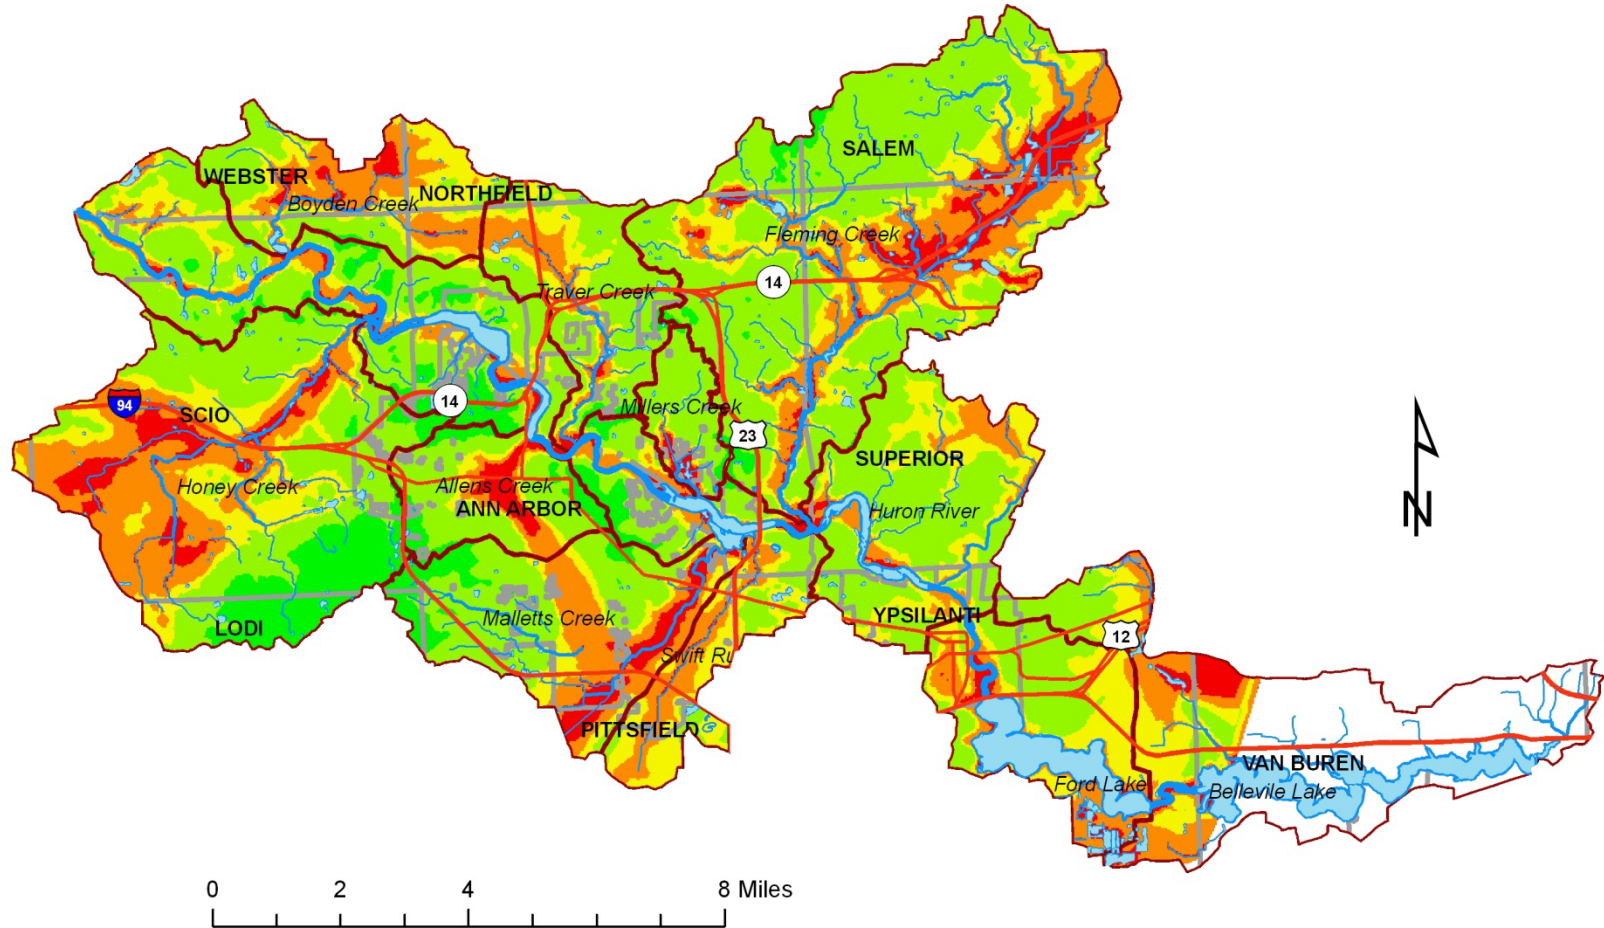 SALEM
WEBSTER
NORTHFIELD
Boyden Creek
Fleming Creek
14
Traver Creek
94
14
SCIO
Millers Creek
23
SUPERIOR
Honey Creek
Allens Creek
ANN ARBOR
Huron River
YPSILANTI
Malletts Creek
LODI
12
Swift Ru
PITTSFIELD
VAN BUREN
Ford Lake
Bellevile Lake
N
0 2 4 8 Miles